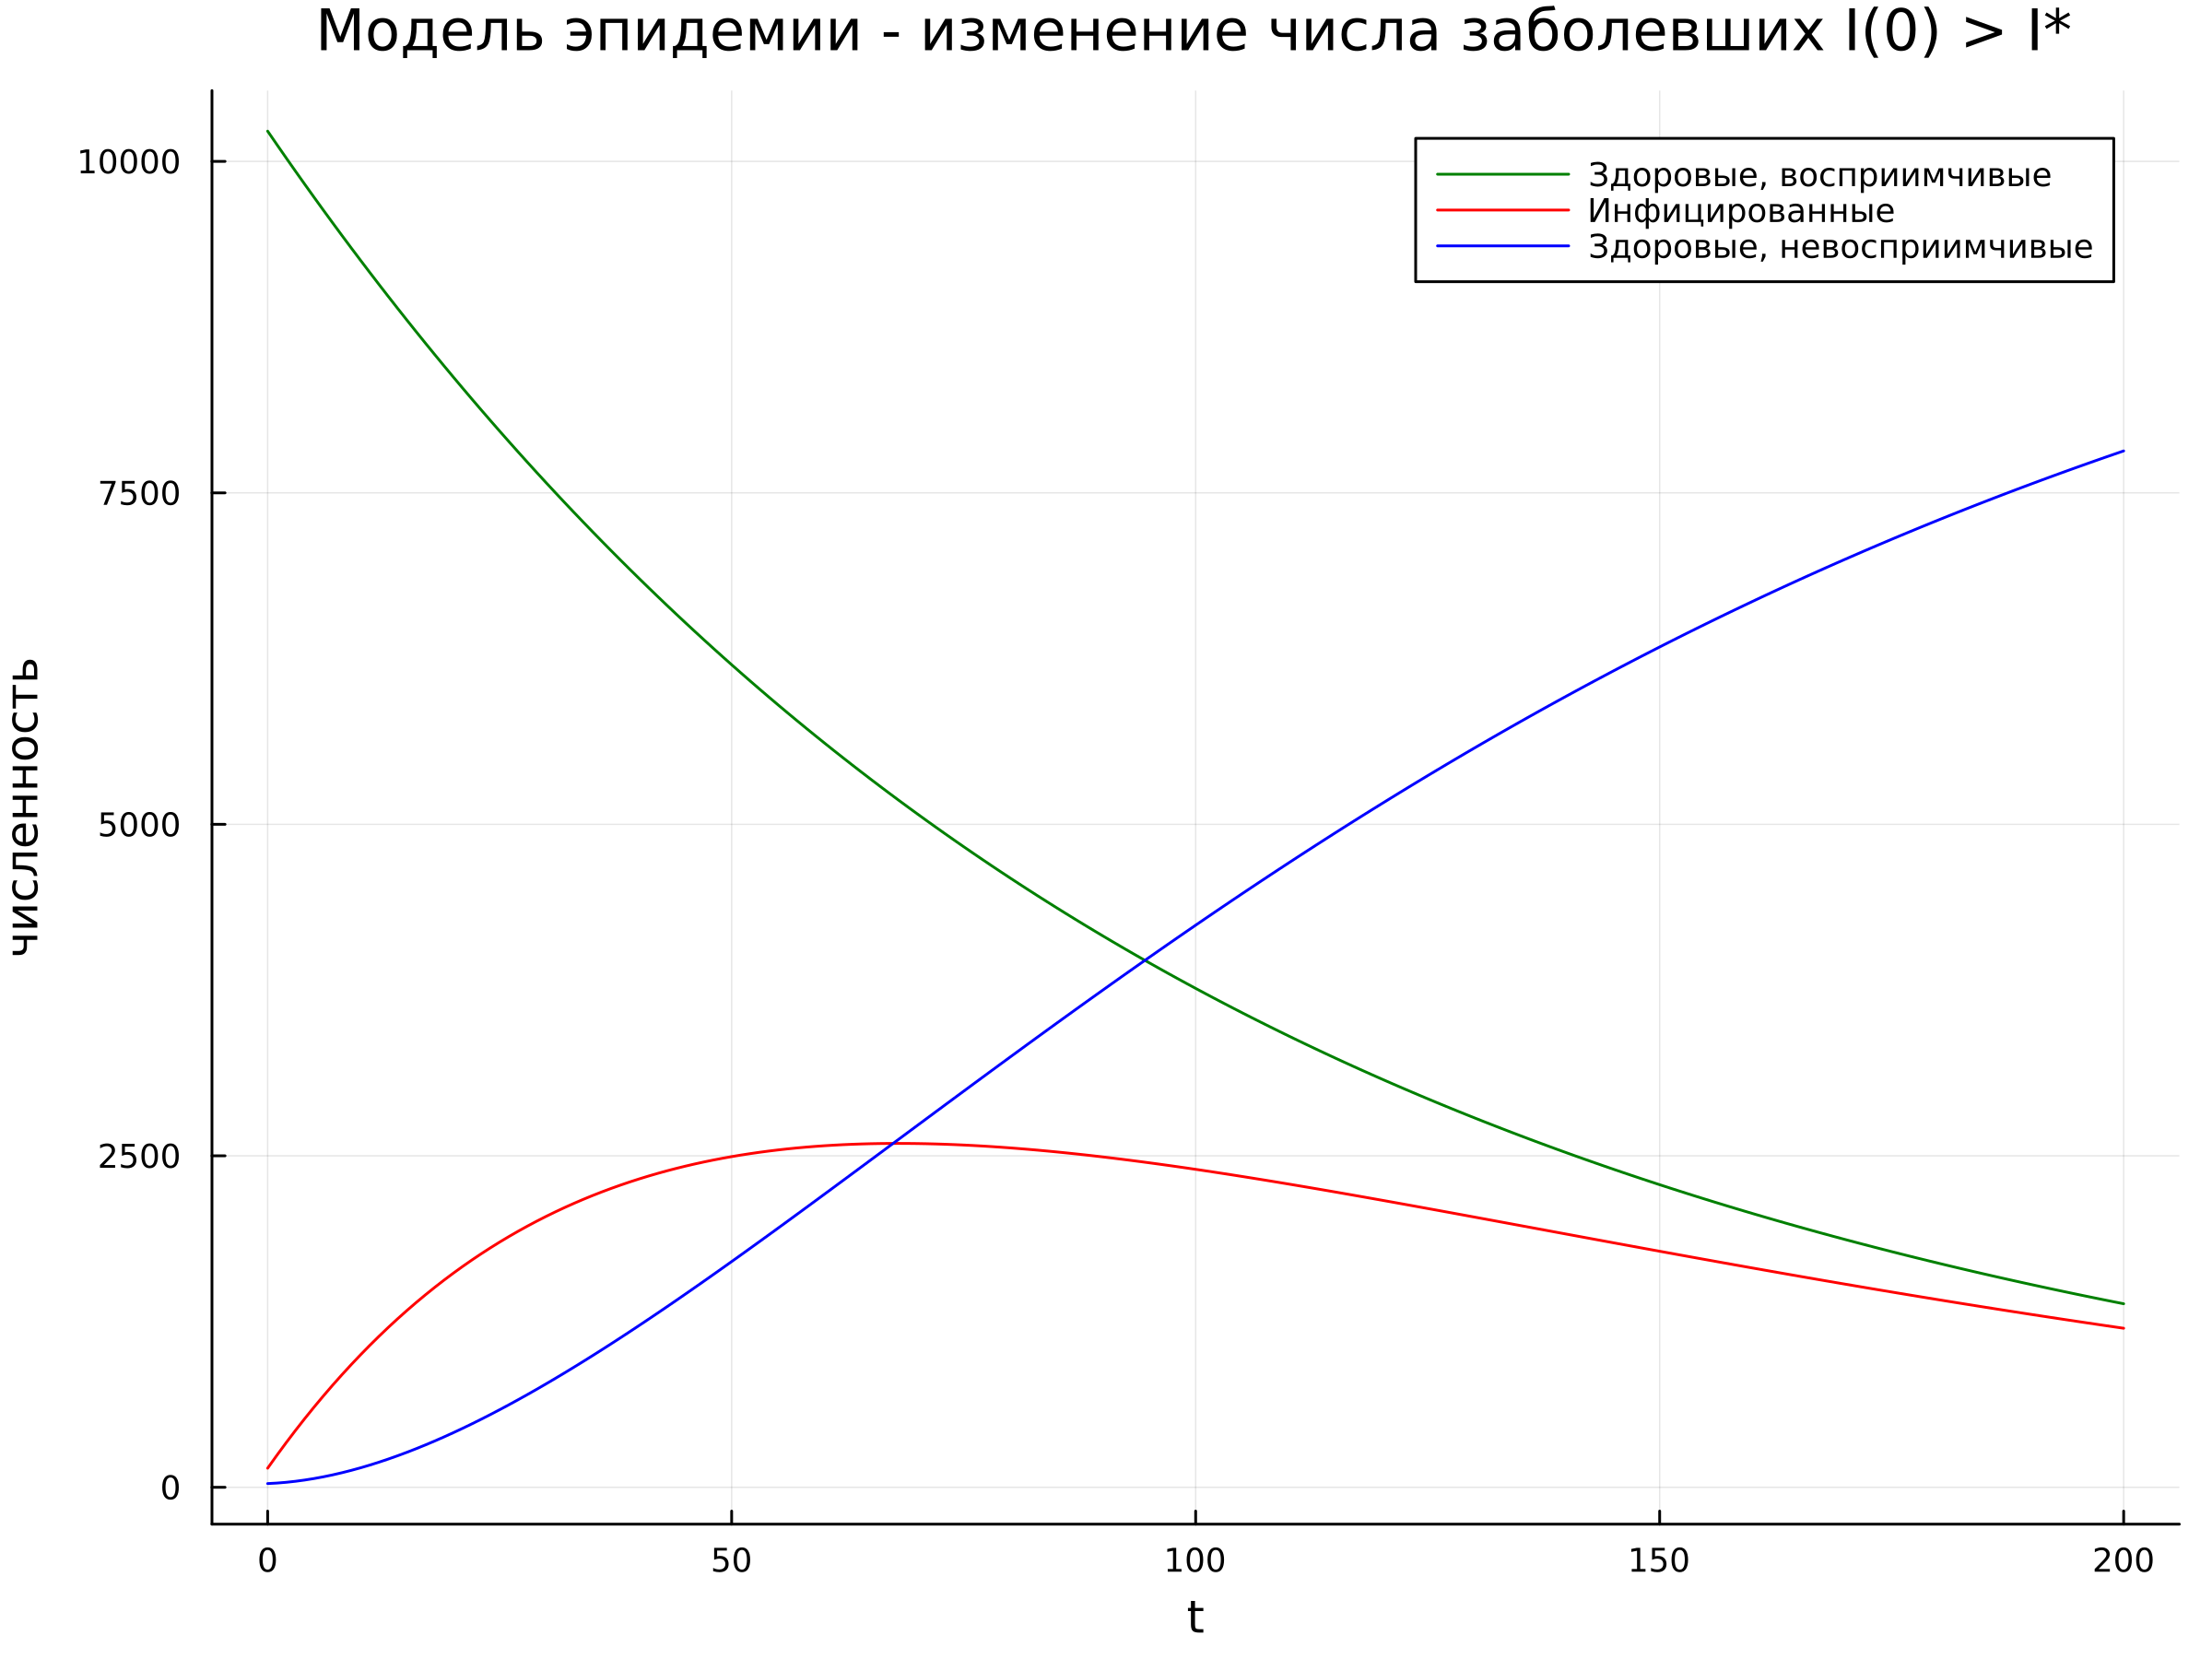 Модель эпидемии - изменение числа заболевших I(0) > I*
Здоровые, восприимчивые
Инфицированные
Здоровые, невосприимчивые
численность
10000
7500
5000
2500
0
0 50 100 150 200
t